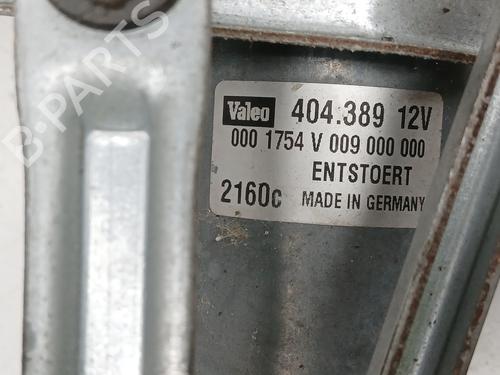 B-PARTS
Valeo 404.389 12V
000 1754 V 009 000 000
ENTSTOERT
2160c MADE IN GERMANY